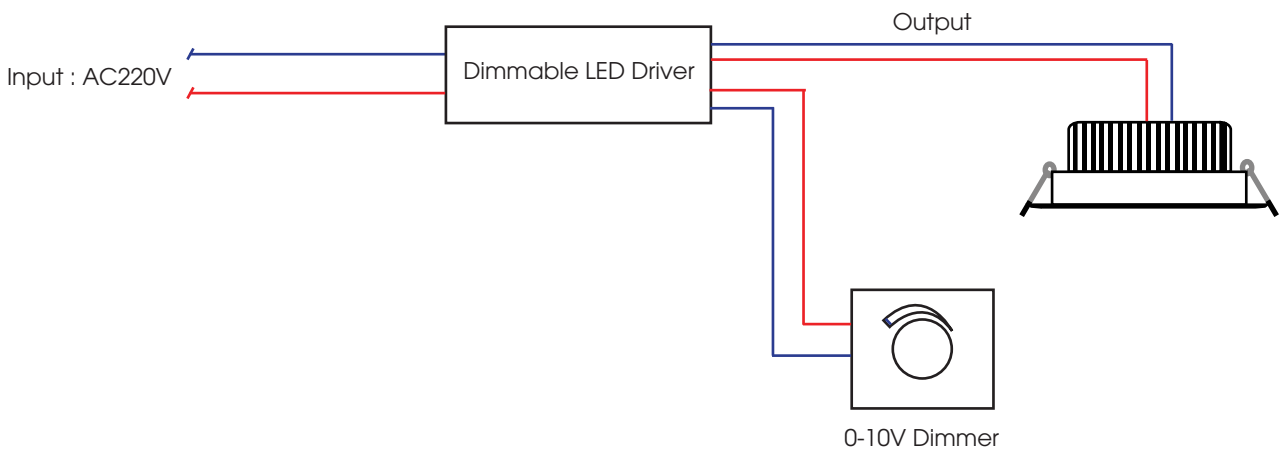 Output
Input : AC220V
Dimmable LED Driver
0-10V Dimmer